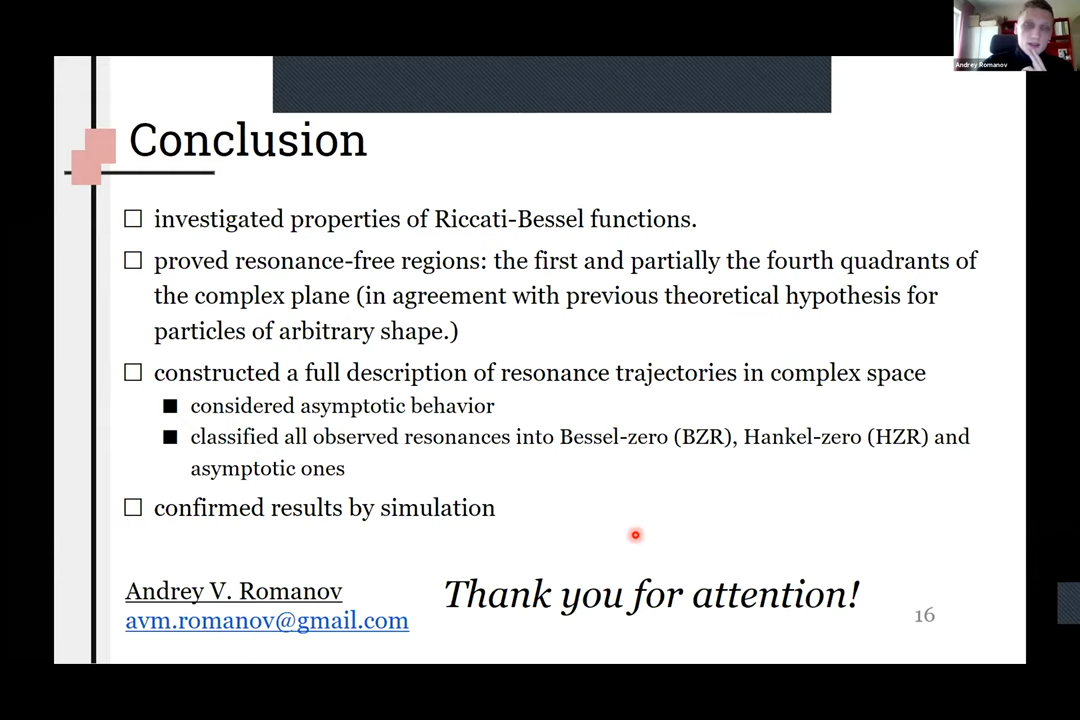 Andrey Romanov
Conclusion
investigated properties of Riccati-Bessel functions.
proved resonance-free regions: the first and partially the fourth quadrants of
the complex plane (in agreement with previous theoretical hypothesis for
particles of arbitrary shape.)
constructed a full description of resonance trajectories in complex space
considered asymptotic behavior
classified all observed resonances into Bessel-zero (BZR), Hankel-zero (HZR) and
asymptotic ones
confirmed results by simulation
Andrey V. Romanov
avm.romanov@gmail.com
Thank you for attention!
16